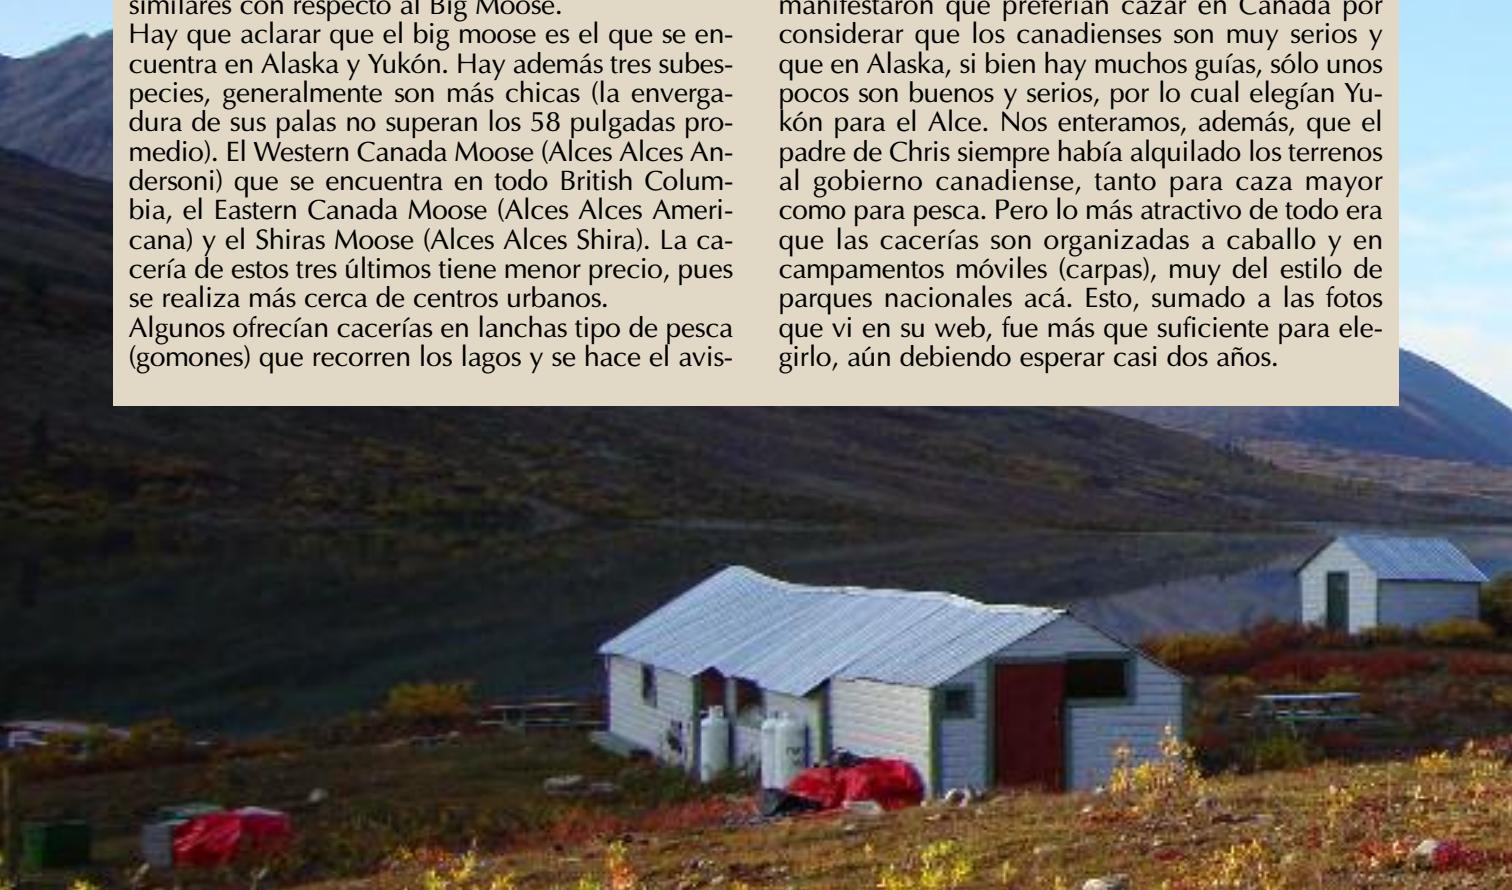 similares con respecto al Big Moose.
Hay que aclarar que el big moose es el que se en-
cuentra en Alaska y Yukón. Hay además tres subes-
pecies, generalmente son más chicas (la enverga-
dura de sus palas no superan los 58 pulgadas pro-
medio). El Western Canada Moose (Alces Alces An-
dersoni) que se encuentra en todo British Colum-
bia, el Eastern Canada Moose (Alces Alces Ameri-
cana) y el Shiras Moose (Alces Alces Shira). La ca-
cería de estos tres últimos tiene menor precio, pues
se realiza más cerca de centros urbanos.
Algunos ofrecían cacerías en lanchas tipo de pesca
(gomones) que recorren los lagos y se hace el avis-
manifestaron que preferían cazar en Canadá por
considerar que los canadienses son muy serios y
que en Alaska, si bien hay muchos guías, sólo unos
pocos son buenos y serios, por lo cual elegían Yu-
kón para el Alce. Nos enteramos, además, que el
padre de Chris siempre había alquilado los terrenos
al gobierno canadiense, tanto para caza mayor
como para pesca. Pero lo más atractivo de todo era
que las cacerías son organizadas a caballo y en
campamentos móviles (carpas), muy del estilo de
parques nacionales acá. Esto, sumado a las fotos
que vi en su web, fue más que suficiente para ele-
girlo, aún debiendo esperar casi dos años.